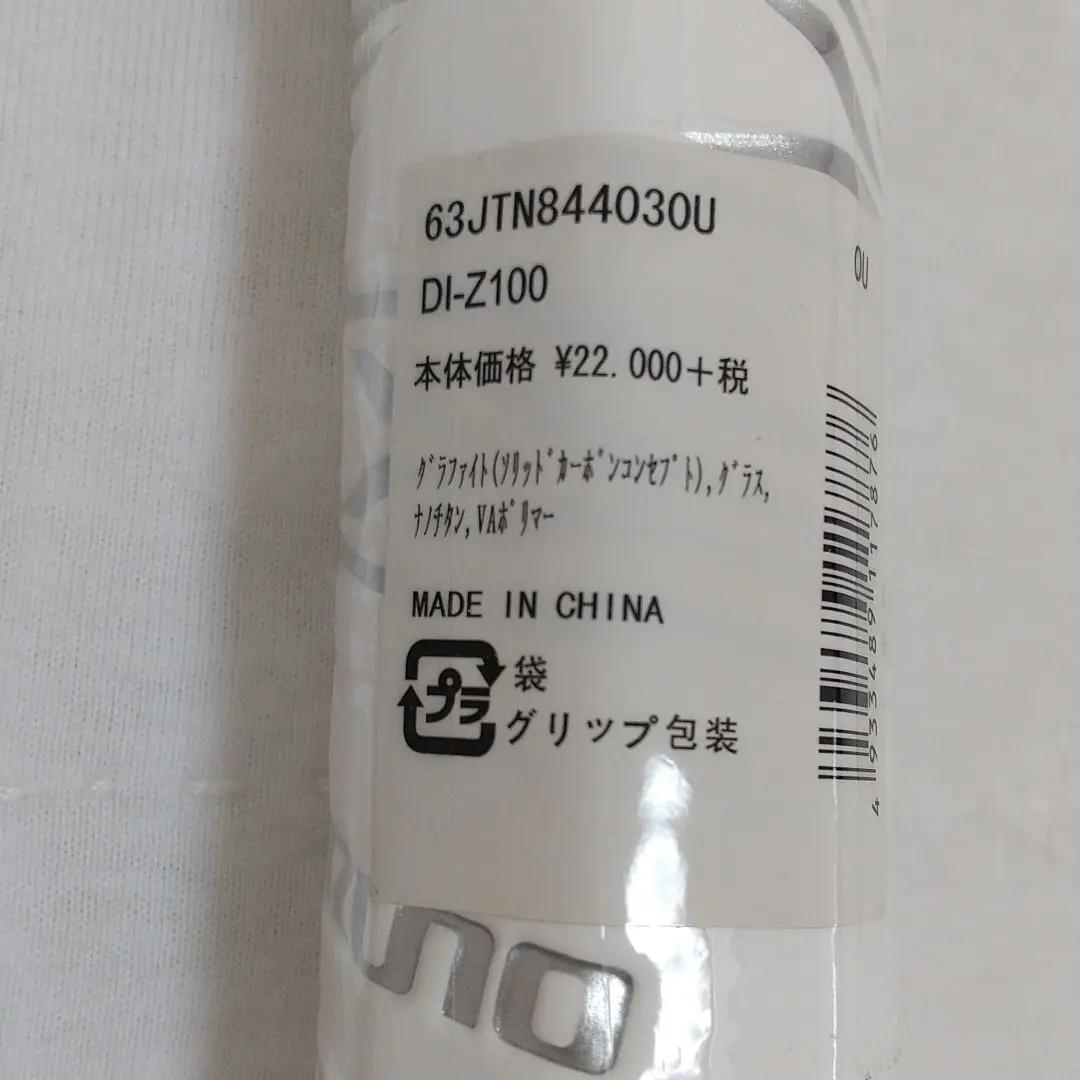 63JTN844030U
DI-Z100
本体価格 ¥22.000+税
ｸﾞﾗﾌｧｲﾄ(ｿﾘｯﾄﾞｶｰﾎﾞﾝｺﾝｾﾌﾟﾄ),ｸﾞﾗｽ,
ﾅﾉﾁﾀﾝ,VAﾎﾟﾘﾏｰ
MADE IN CHINA
プラ
袋
グリップ包装
0U